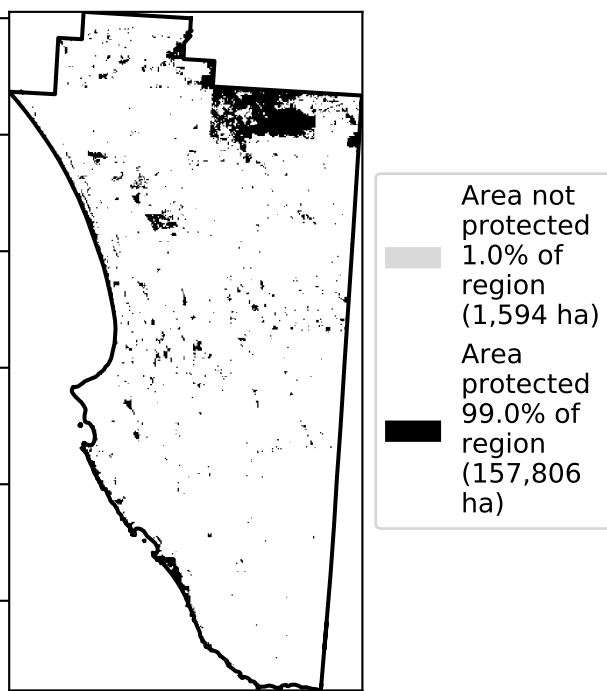 Area not
protected
1.0% of
region
(1,594 ha)
Area
protected
99.0% of
region
(157,806
ha)